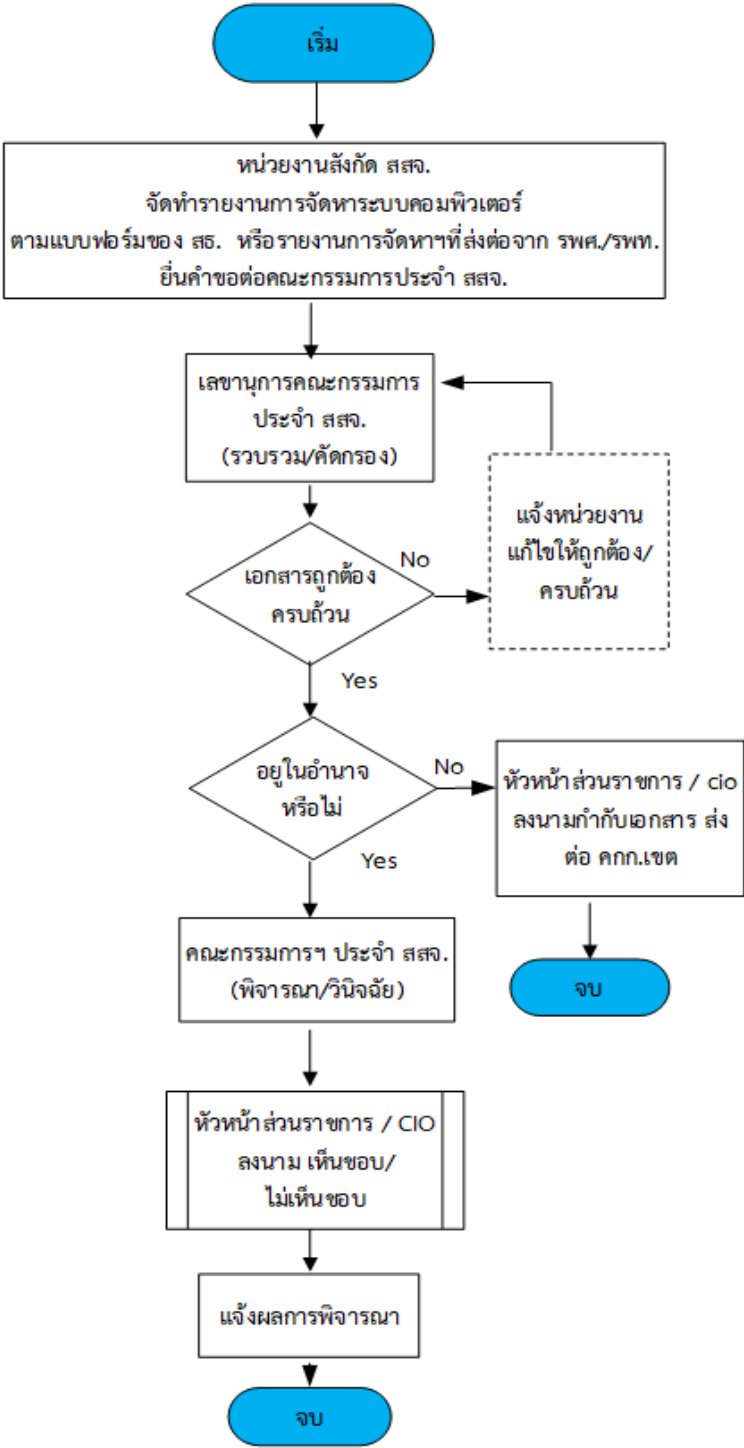 เริ่ม
หน่วยงานสังกัด สสจ.
จัดทำรายงานการจัดหาระบบคอมพิวเตอร์
ตามแบบฟอร์มของ สธ. หรือรายงานการจัดหาฯที่ส่งต่อจาก รพศ./รพท.
ยื่นคำขอต่อคณะกรรมการประจำ สสจ.
เลขานุการคณะกรรมการ
ประจำ สสจ.
(รวบรวม/คัดกรอง)
แจ้งหน่วยงาน
แก้ไขให้ถูกต้อง/
ครบถ้วน
เอกสารถูกต้อง
ครบถ้วน
No
Yes
อยู่ในอำนาจ
หรือไม่
No
หัวหน้าส่วนราชการ / cio
ลงนามกำกับเอกสาร ส่ง
ต่อ คกก.เขต
Yes
จบ
คณะกรรมการฯ ประจำ สสจ.
(พิจารณา/วินิจฉัย)
หัวหน้าส่วนราชการ / CIO
ลงนาม เห็นชอบ/
ไม่เห็นชอบ
แจ้งผลการพิจารณา
จบ